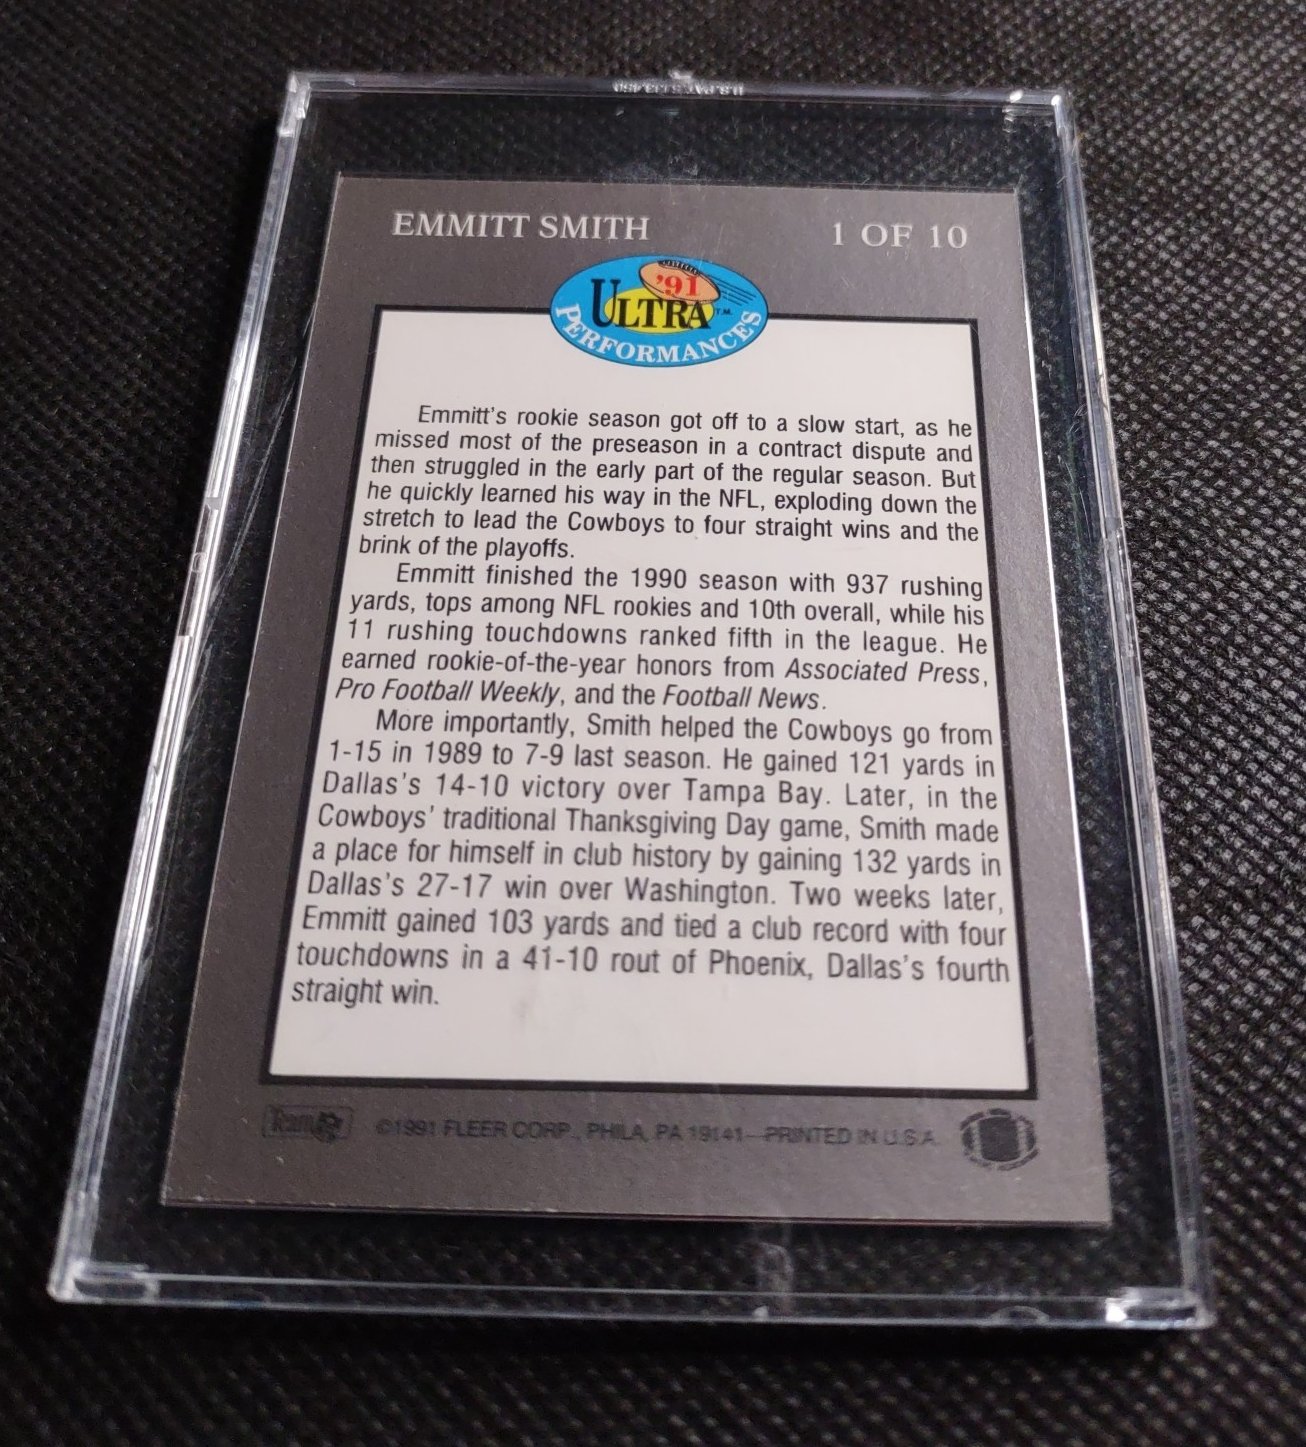 EMMITT SMITH 1 OF 10
'91
ULTRA T.M.
PERFORMANCES
Emmitt's rookie season got off to a slow start, as he
missed most of the preseason in a contract dispute and
then struggled in the early part of the regular season. But
he quickly learned his way in the NFL, exploding down the
stretch to lead the Cowboys to four straight wins and the
brink of the playoffs.
Emmitt finished the 1990 season with 937 rushing
yards, tops among NFL rookies and 10th overall, while his
11 rushing touchdowns ranked fifth in the league. He
earned rookie-of-the-year honors from Associated Press,
Pro Football Weekly, and the Football News.
More importantly, Smith helped the Cowboys go from
1-15 in 1989 to 7-9 last season. He gained 121 yards in
Dallas's 14-10 victory over Tampa Bay. Later, in the
Cowboys' traditional Thanksgiving Day game, Smith made
a place for himself in club history by gaining 132 yards in
Dallas's 27-17 win over Washington. Two weeks later,
Emmitt gained 103 yards and tied a club record with four
touchdowns in a 41-10 rout of Phoenix, Dallas's fourth
straight win.
Team ©1991 FLEER CORP., PHILA, PA 19141—PRINTED IN U.S.A.